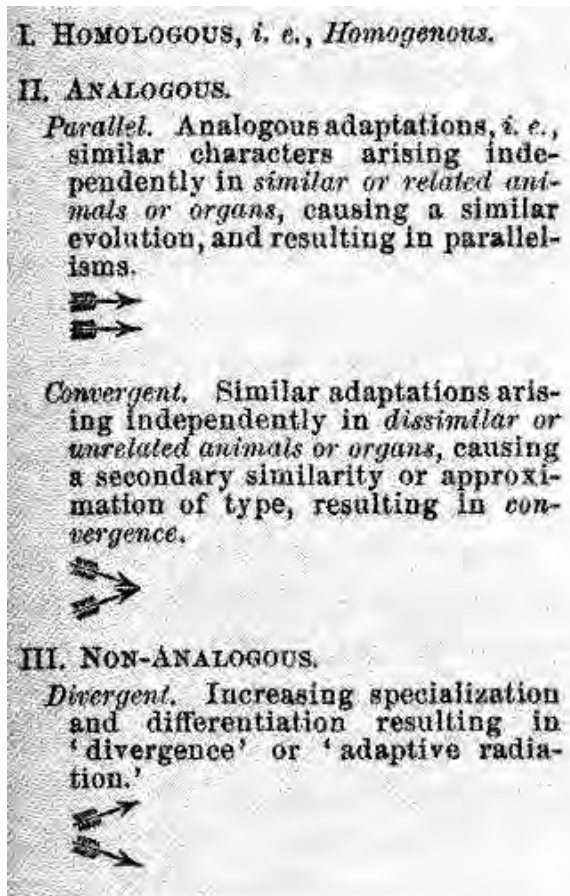 I. HOMOLOGOUS, i. e., Homogenous.
II. ANALOGOUS.
Parallel. Analogous adaptations, i. e.,
similar characters arising inde-
pendently in similar or related ani-
mals or organs, causing a similar
evolution, and resulting in parallel-
isms.
Convergent. Similar adaptations aris-
ing independently in dissimilar or
unrelated animals or organs, causing
a secondary similarity or approxi-
mation of type, resulting in con-
vergence.
III. NON-ANALOGOUS.
Divergent. Increasing specialization
and differentiation resulting in
‘divergence’ or ‘adaptive radia-
tion.’